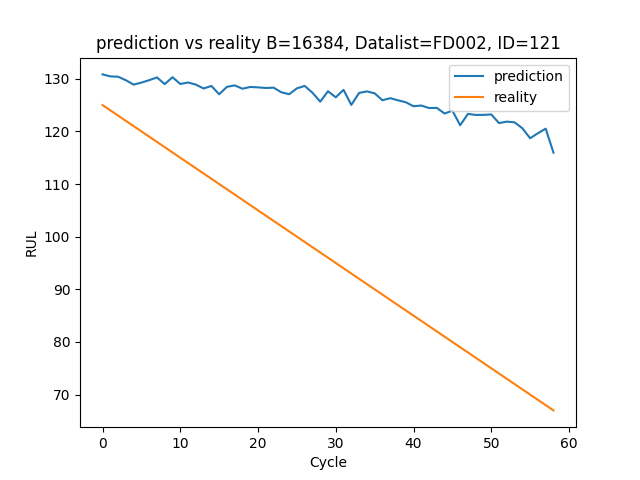 prediction vs reality B=16384, Datalist=FD002, ID=121
prediction
reality
130
120
110
100
90
80
70
RUL
0 10 20 30 40 50 60
Cycle